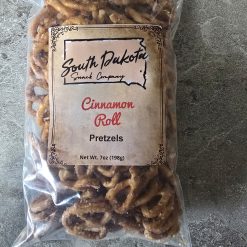 South Dakota
Snack Company
Cinnamon
Roll
Pretzels
Net Wt. 7oz (198g)